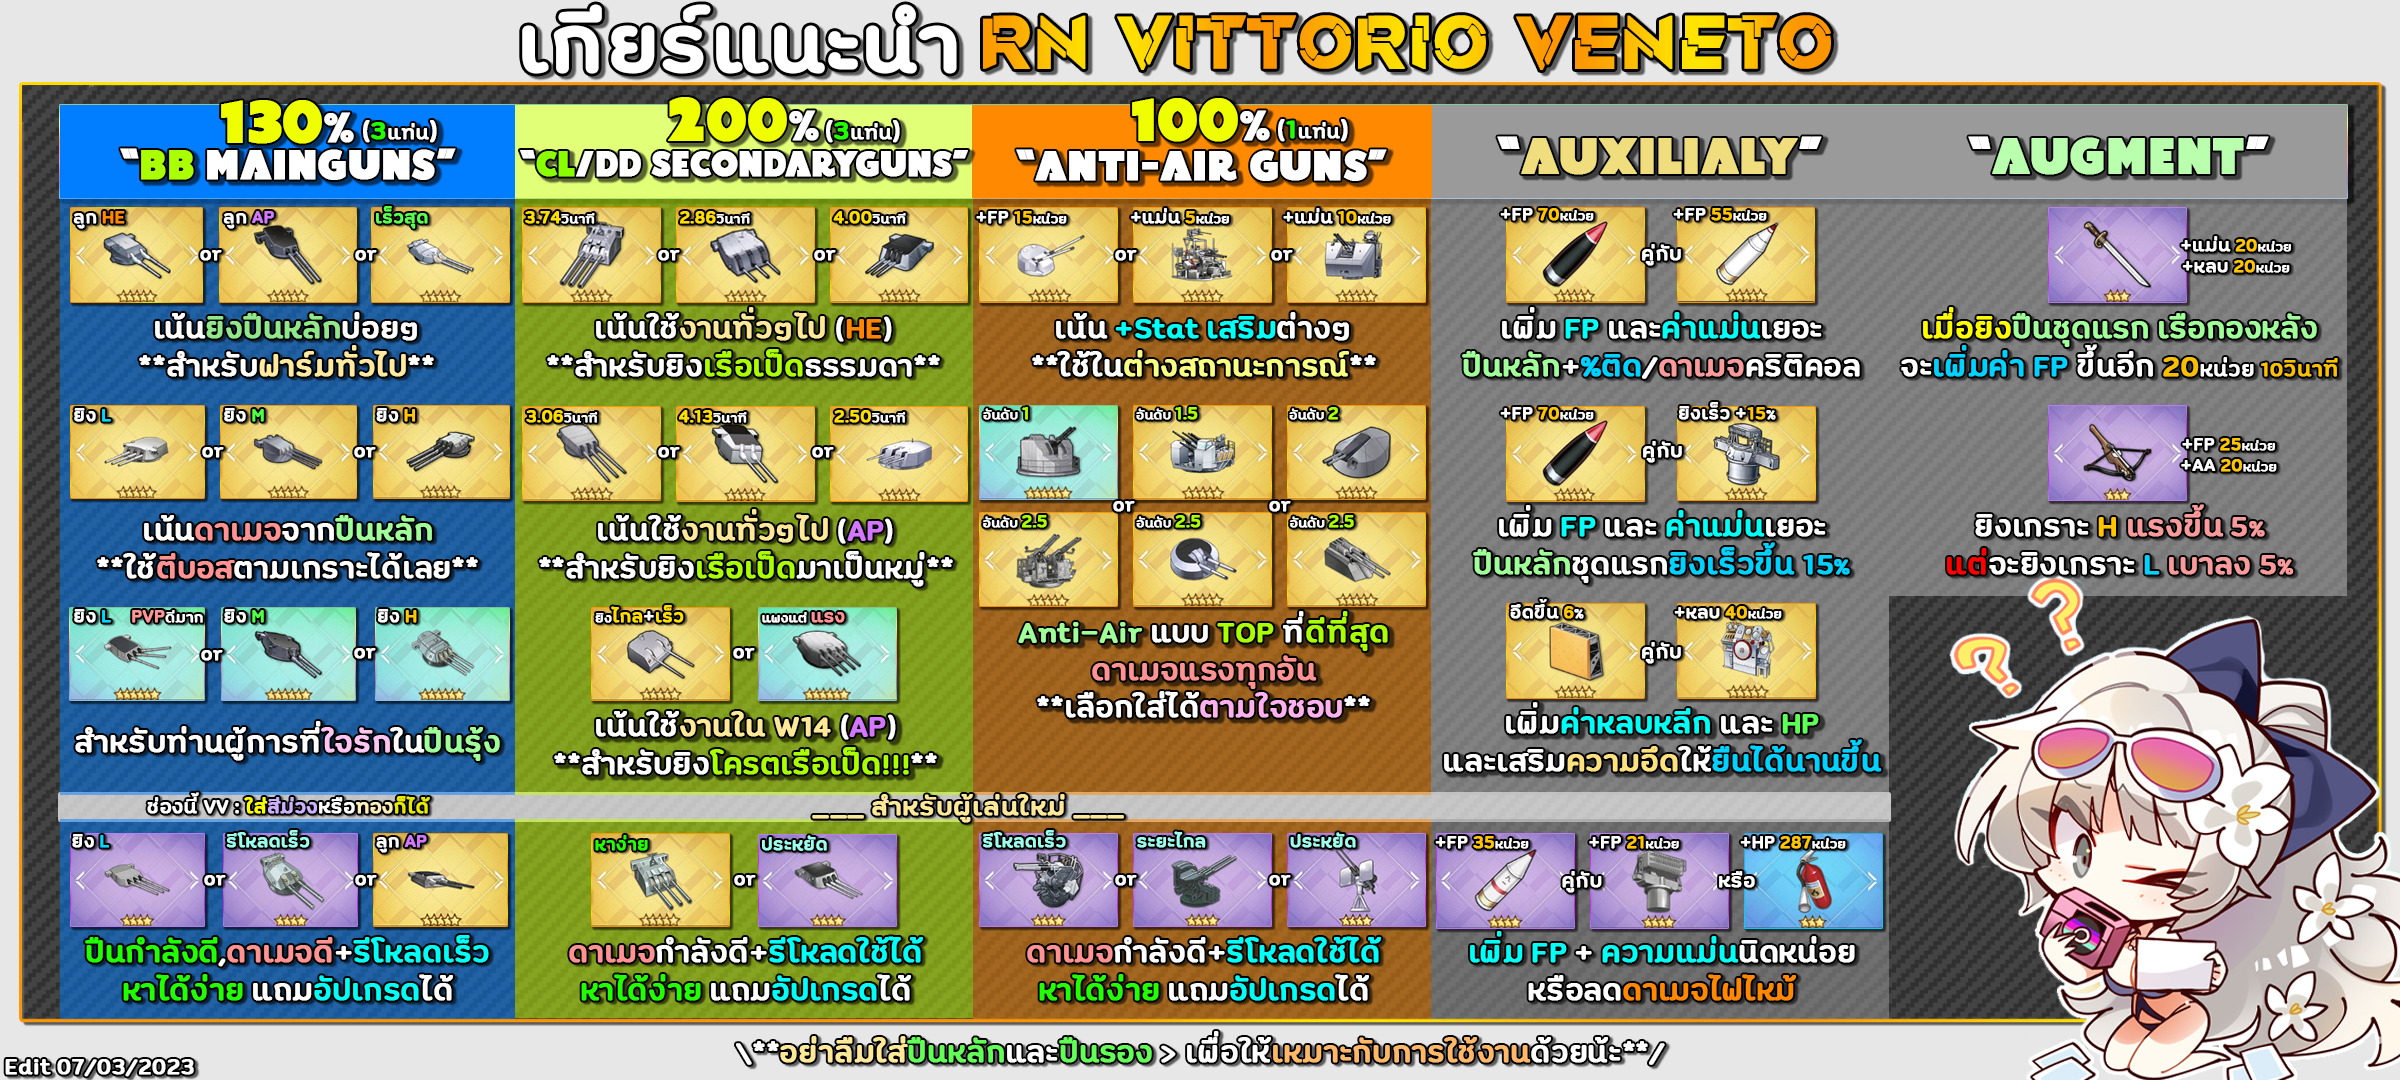 เกียร์แนะนำ RN VITTORIO VENETO
130% (3แท่น)
"BB MAINGUNS"
ลูก HE
or
ลูก AP
or
เร็วสุด
เน้นยิงปืนหลักบ่อยๆ
**สำหรับฟาร์มทั่วไป**
ยิง L
or
ยิง M
or
ยิง H
เน้นดาเมจจากปืนหลัก
**ใช้ตีบอสตามเกราะได้เลย**
ยิง L PVPดีมาก
or
ยิง M
or
ยิง H
สำหรับท่านผู้การที่ใจรักในปืนรุ้ง
200% (3แท่น)
"CL/DD SECONDARYGUNS"
3.74วินาที
or
2.86วินาที
or
4.00วินาที
เน้นใช้งานทั่วๆไป (HE)
**สำหรับยิงเรือเป็ดธรรมดา**
3.06วินาที
or
4.13วินาที
or
2.50วินาที
เน้นใช้งานทั่วๆไป (AP)
**สำหรับยิงเรือเป็ดมาเป็นหมู่**
ยิงไกล+เร็ว
or
แพงแต่ แรง
เน้นใช้งานใน W14 (AP)
**สำหรับยิงโครตเรือเป็ด!!!**
100% (1แท่น)
"ANTI-AIR GUNS"
+FP 15หน่วย
or
+แม่น 5หน่วย
or
+แม่น 10หน่วย
เน้น +Stat เสริมต่างๆ
**ใช้ในต่างสถานะการณ์**
อันดับ 1
อันดับ 1.5
อันดับ 2
or
or
อันดับ 2.5
อันดับ 2.5
อันดับ 2.5
Anti-Air แบบ TOP ที่ดีที่สุด
ดาเมจแรงทุกอัน
**เลือกใส่ได้ตามใจชอบ**
"AUXILIALY"
+FP 70หน่วย
คู่กับ
+FP 55หน่วย
เพิ่ม FP และค่าแม่นเยอะ
ปืนหลัก+%ติด/ดาเมจคริติคอล
+FP 70หน่วย
คู่กับ
ยิงเร็ว +15%
เพิ่ม FP และ ค่าแม่นเยอะ
ปืนหลักชุดแรกยิงเร็วขึ้น 15%
อึดขึ้น 6%
คู่กับ
+หลบ 40หน่วย
เพิ่มค่าหลบหลีก และ HP
และเสริมความอึดให้ยืนได้นานขึ้น
"AUGMENT"
+แม่น 20หน่วย
+หลบ 20หน่วย
เมื่อยิงปืนชุดแรก เรือกองหลัง
จะเพิ่มค่า FP ขึ้นอีก 20หน่วย 10วินาที
+FP 25หน่วย
+AA 20หน่วย
ยิงเกราะ H แรงขึ้น 5%
แต่จะยิงเกราะ L เบาลง 5%
? ?
ช่องนี้ VV : ใส่สีม่วงหรือทองก็ได้
___ สำหรับผู้เล่นใหม่ ___
ยิง L
or
รีโหลดเร็ว
or
ลูก AP
ปืนกำลังดี,ดาเมจดี+รีโหลดเร็ว
หาได้ง่าย แถมอัปเกรดได้
หาง่าย
or
ประหยัด
ดาเมจกำลังดี+รีโหลดใช้ได้
หาได้ง่าย แถมอัปเกรดได้
รีโหลดเร็ว
or
ระยะไกล
or
ประหยัด
ดาเมจกำลังดี+รีโหลดใช้ได้
หาได้ง่าย แถมอัปเกรดได้
+FP 35หน่วย
คู่กับ
+FP 21หน่วย
หรือ
+HP 287หน่วย
เพิ่ม FP + ความแม่นนิดหน่อย
หรือลดดาเมจไฟไหม้
\**อย่าลืมใส่ปืนหลักและปืนรอง > เพื่อให้เหมาะกับการใช้งานด้วยน้ะ**/
Edit 07/03/2023